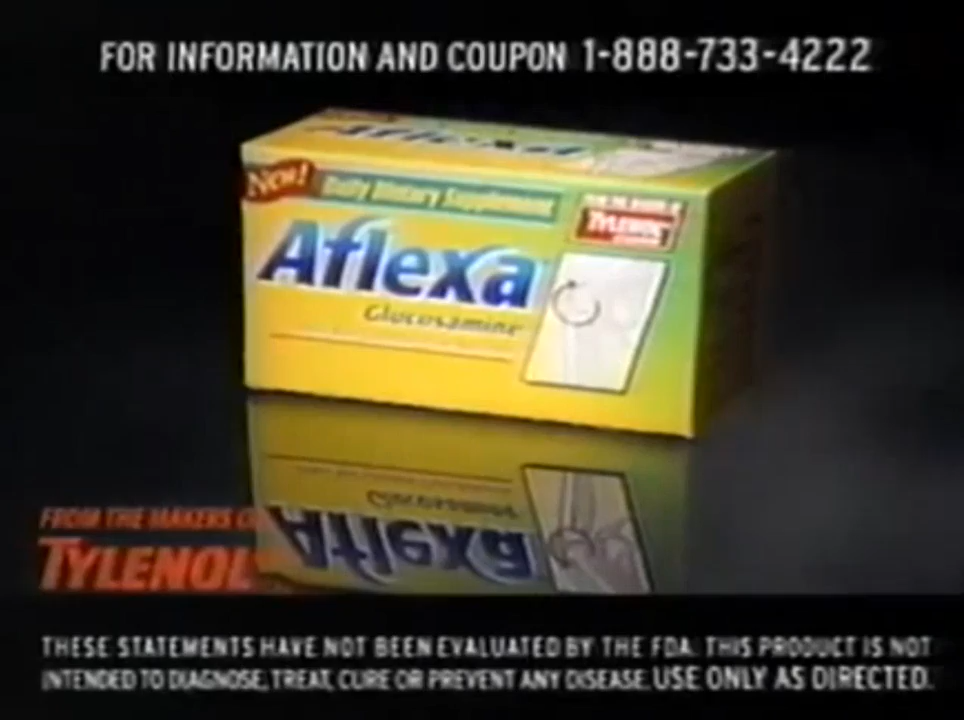 FOR INFORMATION AND COUPON 1-888-733-4222
Aflexa
New!
Daily Dietary Supplement
TYLENOL
Aflexa
Glucosamine
FROM THE MAKERS OF
TYLENOL
THESE STATEMENTS HAVE NOT BEEN EVALUATED BY THE FDA. THIS PRODUCT IS NOT
INTENDED TO DIAGNOSE, TREAT, CURE OR PREVENT ANY DISEASE. USE ONLY AS DIRECTED.